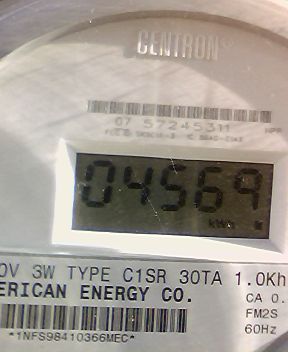 CENTRON®
07 57245311
04569
kWh
0V 3W TYPE C1SR 30TA 1.0Kh
ERICAN ENERGY CO.
CA 0.
FM2S
*1NFS98410366MEC*
60Hz